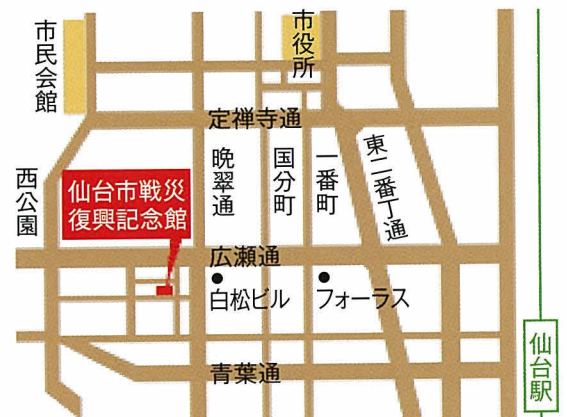 市民会館
市役所
定禅寺通
西公園
仙台市戦災
復興記念館
晩翠通
国分町
一番町
東二番丁通
広瀬通
白松ビル
フォーラス
青葉通
仙台駅